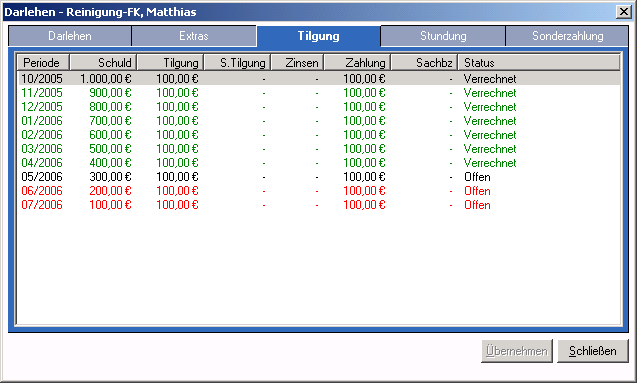 Darlehen - Reinigung-FK, Matthias
Darlehen Extras Tilgung Stundung Sonderzahlung
Periode Schuld Tilgung S.Tilgung Zinsen Zahlung Sachbz Status
10/2005 1.000,00 € 100,00 € - - 100,00 € - Verrechnet
11/2005 900,00 € 100,00 € - - 100,00 € - Verrechnet
12/2005 800,00 € 100,00 € - - 100,00 € - Verrechnet
01/2006 700,00 € 100,00 € - - 100,00 € - Verrechnet
02/2006 600,00 € 100,00 € - - 100,00 € - Verrechnet
03/2006 500,00 € 100,00 € - - 100,00 € - Verrechnet
04/2006 400,00 € 100,00 € - - 100,00 € - Verrechnet
05/2006 300,00 € 100,00 € - - 100,00 € - Offen
06/2006 200,00 € 100,00 € - - 100,00 € - Offen
07/2006 100,00 € 100,00 € - - 100,00 € - Offen
Übernehmen Schließen